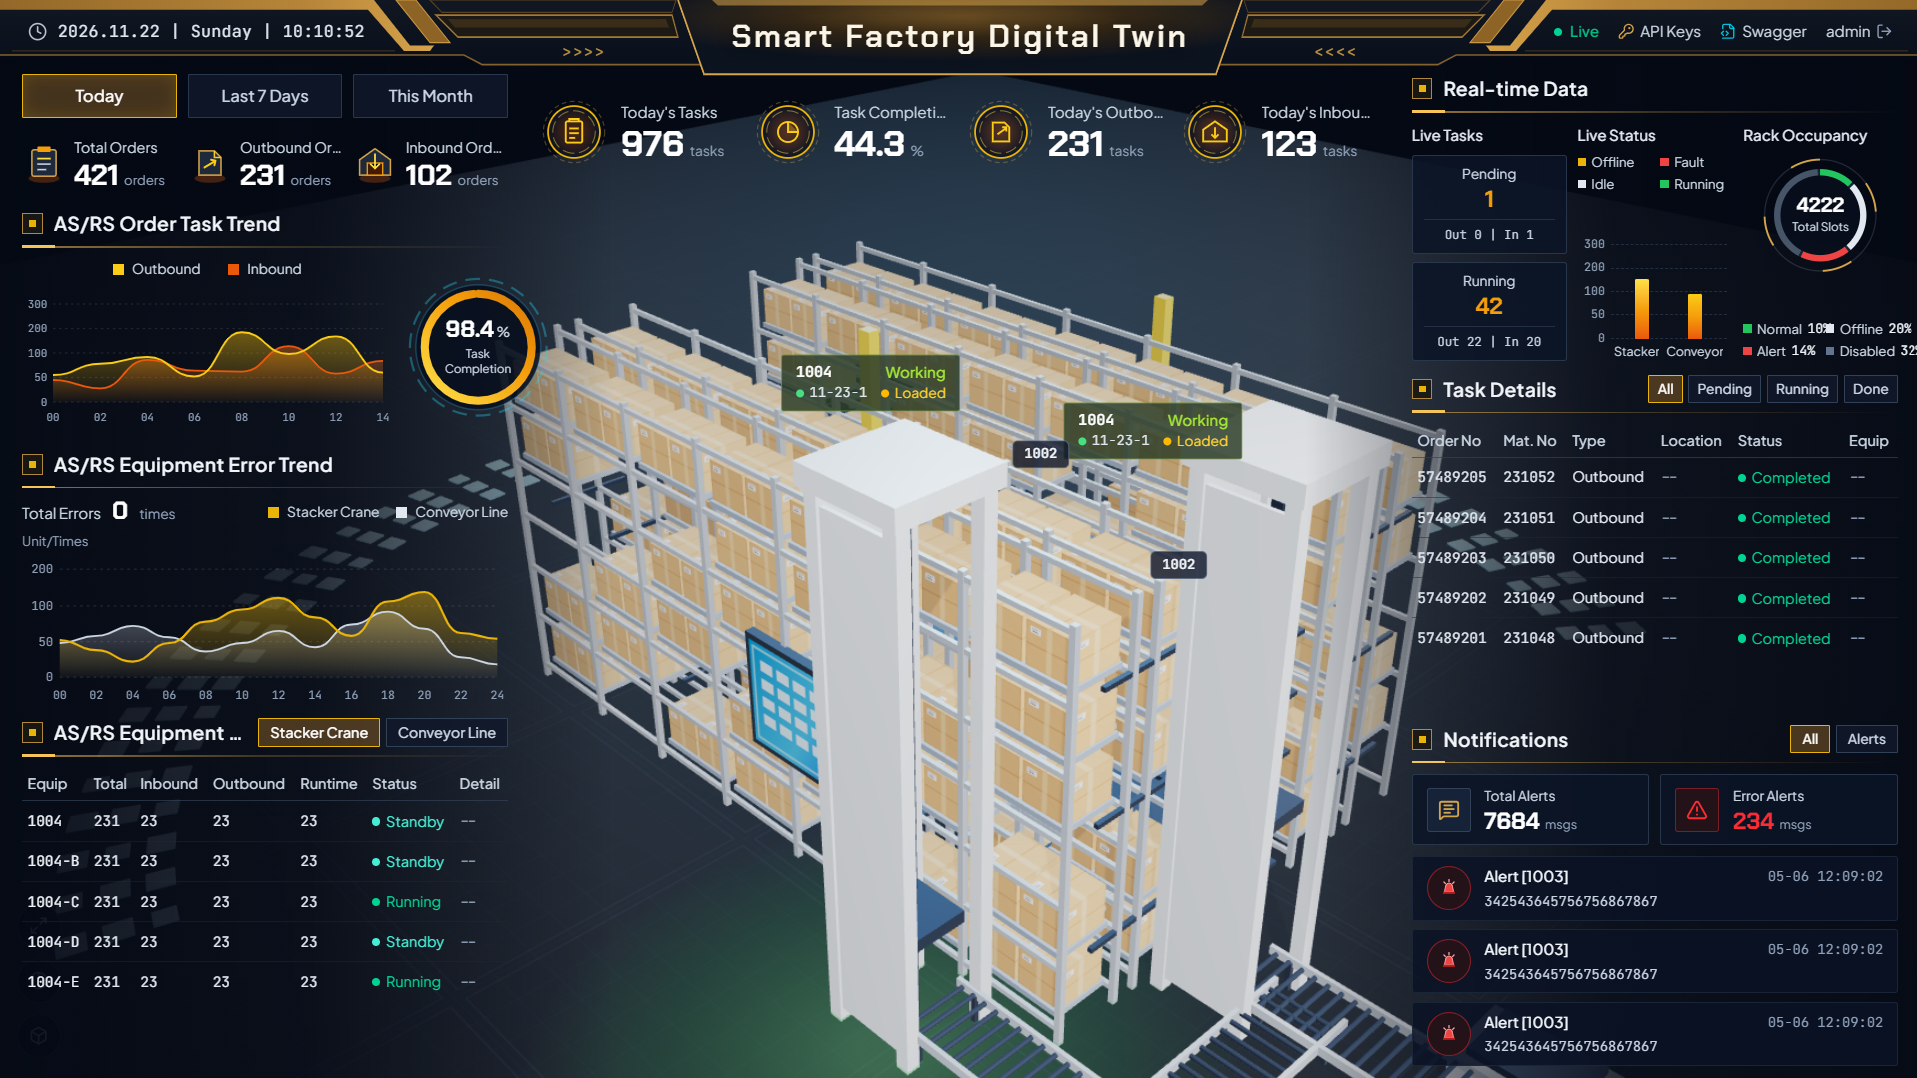 2026.11.22 | Sunday | 10:10:52
>>>>
Smart Factory Digital Twin
<<<<
Live
API Keys
Swagger
admin
Today
Last 7 Days
This Month
Total Orders
421 orders
Outbound Or...
231 orders
Inbound Ord...
102 orders
AS/RS Order Task Trend
Outbound
Inbound
300
200
100
50
0
00 02 04 06 08 10 12 14
98.4%
Task
Completion
AS/RS Equipment Error Trend
Total Errors 0 times
Stacker Crane
Conveyor Line
Unit/Times
200
100
50
0
00 02 04 06 08 10 12 14 16 18 20 22 24
AS/RS Equipment ...
Stacker Crane
Conveyor Line
Equip Total Inbound Outbound Runtime Status Detail
1004 231 23 23 23 Standby --
1004-B 231 23 23 23 Standby --
1004-C 231 23 23 23 Running --
1004-D 231 23 23 23 Standby --
1004-E 231 23 23 23 Running --
Today's Tasks
976 tasks
Task Completi...
44.3 %
Today's Outbo...
231 tasks
Today's Inbou...
123 tasks
1004 Working
11-23-1 Loaded
1004 Working
11-23-1 Loaded
1002
1002
Real-time Data
Live Tasks
Pending
1
Out 0 | In 1
Running
42
Out 22 | In 20
Live Status
Offline
Fault
Idle
Running
300
200
100
50
0
Stacker Conveyor
Rack Occupancy
4222
Total Slots
Normal 10%
Offline 20%
Alert 14%
Disabled 32
Task Details
All
Pending
Running
Done
Order No Mat. No Type Location Status Equip
57489205 231052 Outbound -- Completed --
57489204 231051 Outbound -- Completed --
57489203 231050 Outbound -- Completed --
57489202 231049 Outbound -- Completed --
57489201 231048 Outbound -- Completed --
Notifications
All
Alerts
Total Alerts
7684 msgs
Error Alerts
234 msgs
Alert [1003] 05-06 12:09:02
342543645756756867867
Alert [1003] 05-06 12:09:02
342543645756756867867
Alert [1003] 05-06 12:09:02
342543645756756867867